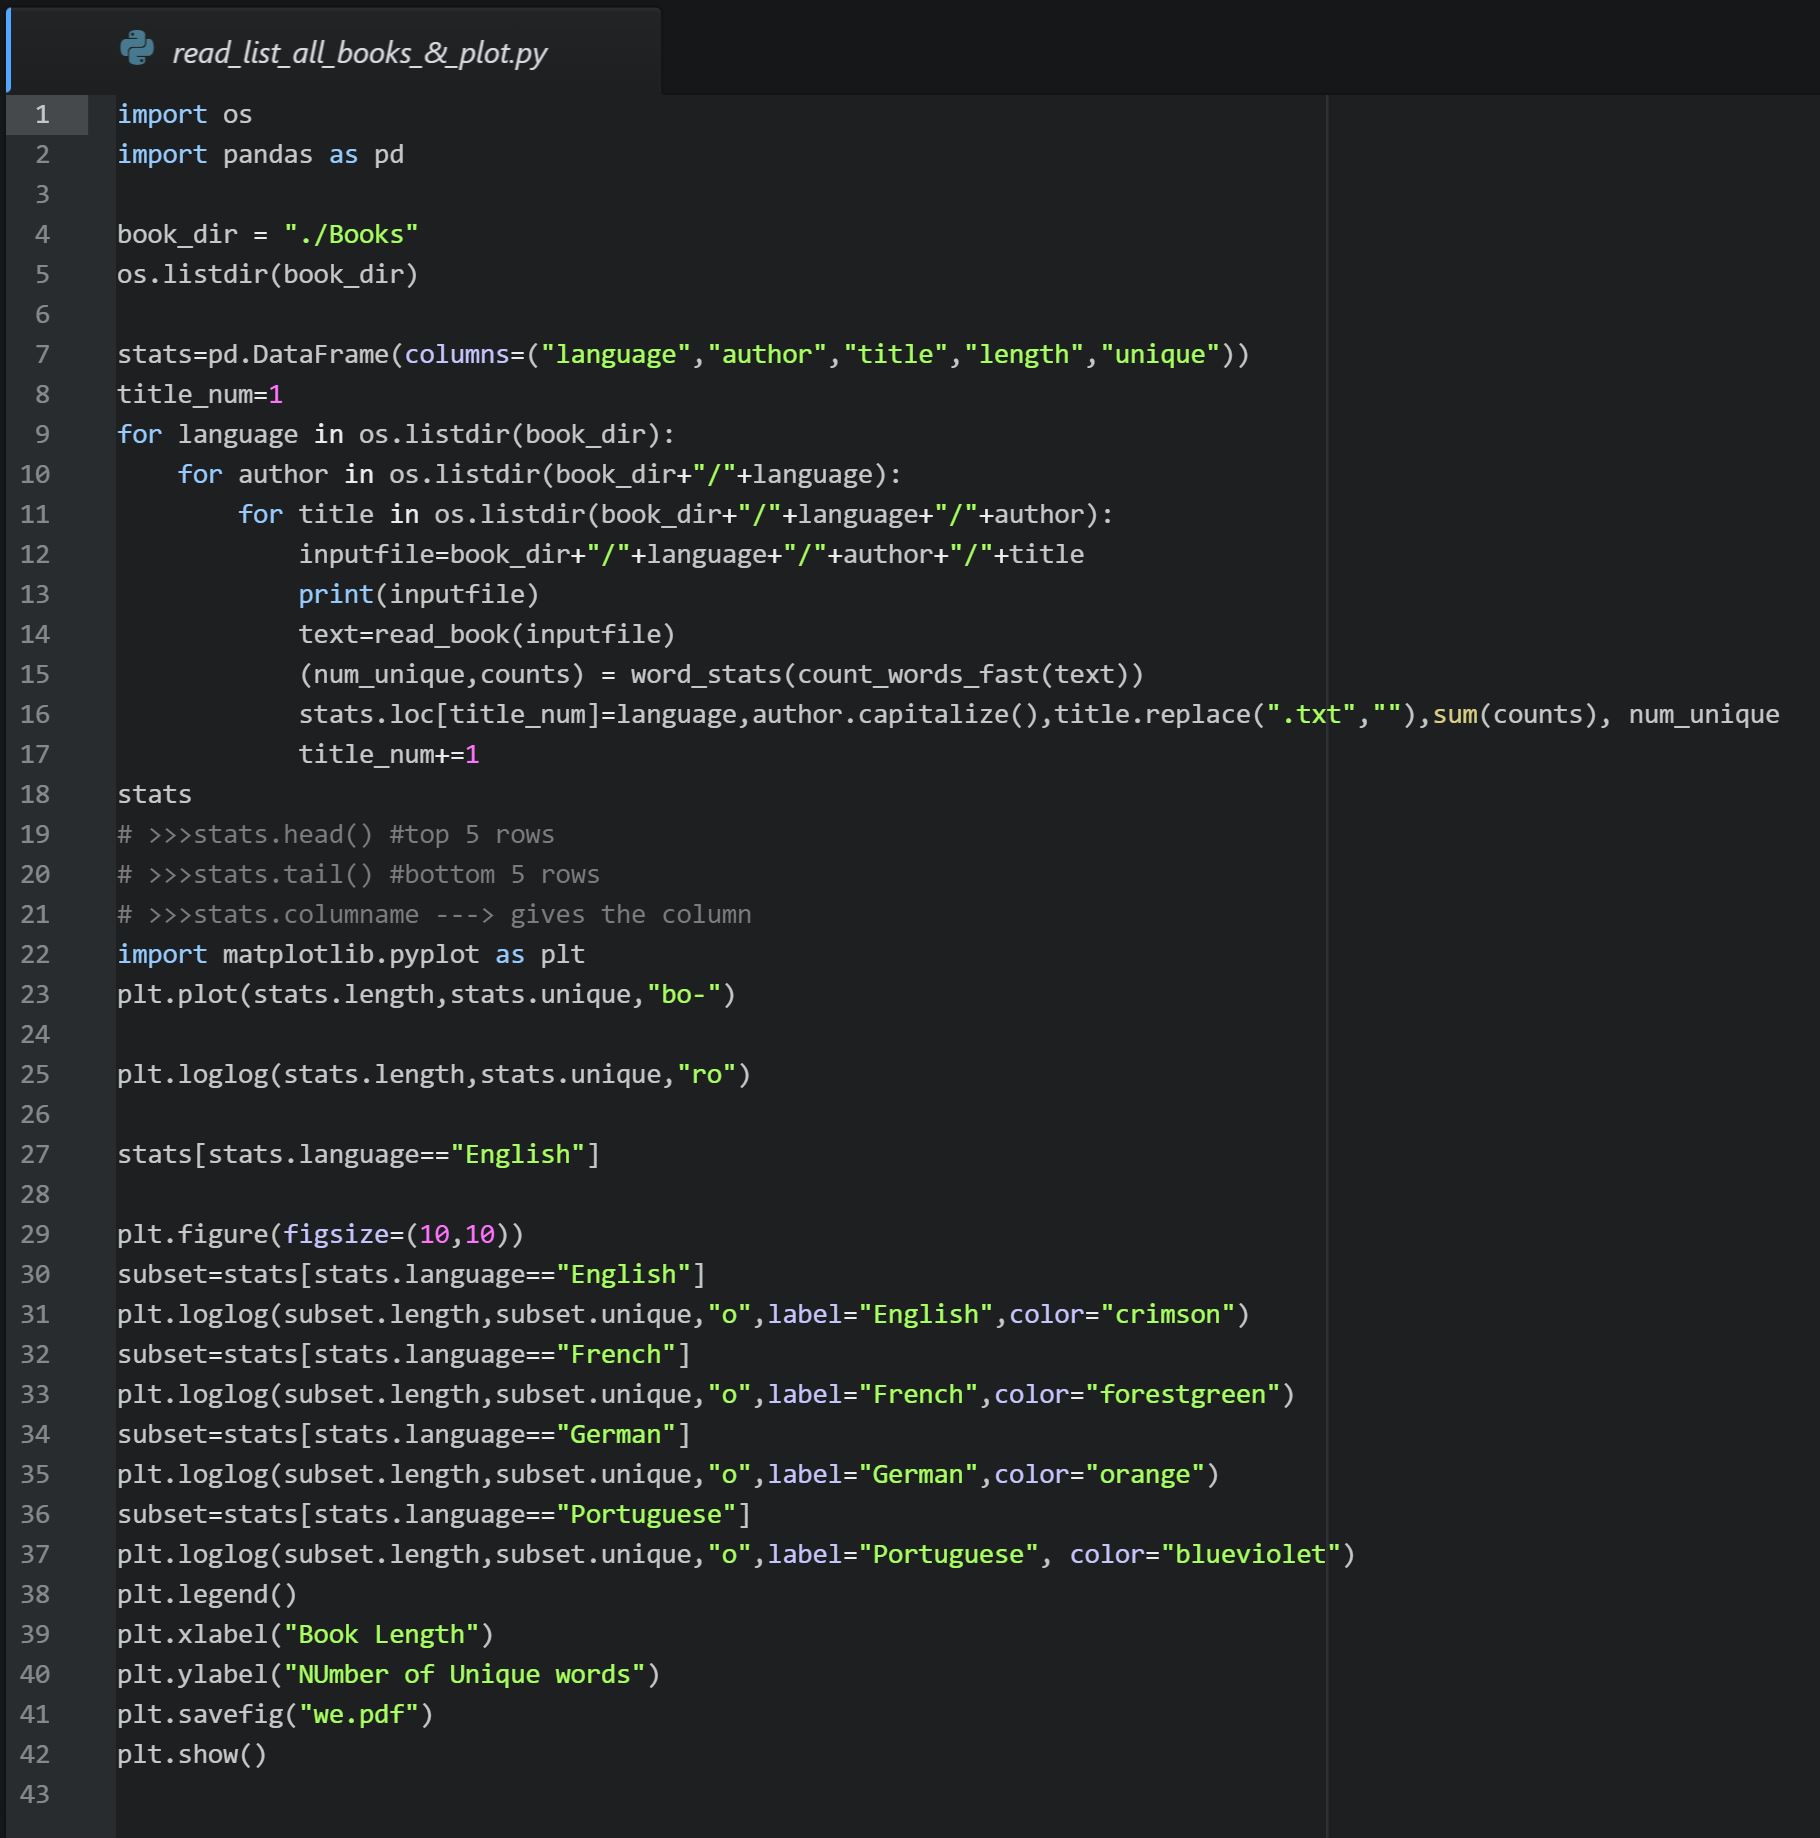 read_list_all_books_&_plot.py
1 import os
2 import pandas as pd
3
4 book_dir = "./Books"
5 os.listdir(book_dir)
6
7 stats=pd.DataFrame(columns=("language","author","title","length","unique"))
8 title_num=1
9 for language in os.listdir(book_dir):
10     for author in os.listdir(book_dir+"/"+language):
11         for title in os.listdir(book_dir+"/"+language+"/"+author):
12             inputfile=book_dir+"/"+language+"/"+author+"/"+title
13             print(inputfile)
14             text=read_book(inputfile)
15             (num_unique,counts) = word_stats(count_words_fast(text))
16             stats.loc[title_num]=language,author.capitalize(),title.replace(".txt",""),sum(counts), num_unique
17             title_num+=1
18 stats
19 # >>>stats.head() #top 5 rows
20 # >>>stats.tail() #bottom 5 rows
21 # >>>stats.columname ---> gives the column
22 import matplotlib.pyplot as plt
23 plt.plot(stats.length,stats.unique,"bo-")
24
25 plt.loglog(stats.length,stats.unique,"ro")
26
27 stats[stats.language=="English"]
28
29 plt.figure(figsize=(10,10))
30 subset=stats[stats.language=="English"]
31 plt.loglog(subset.length,subset.unique,"o",label="English",color="crimson")
32 subset=stats[stats.language=="French"]
33 plt.loglog(subset.length,subset.unique,"o",label="French",color="forestgreen")
34 subset=stats[stats.language=="German"]
35 plt.loglog(subset.length,subset.unique,"o",label="German",color="orange")
36 subset=stats[stats.language=="Portuguese"]
37 plt.loglog(subset.length,subset.unique,"o",label="Portuguese", color="blueviolet")
38 plt.legend()
39 plt.xlabel("Book Length")
40 plt.ylabel("NUmber of Unique words")
41 plt.savefig("we.pdf")
42 plt.show()
43